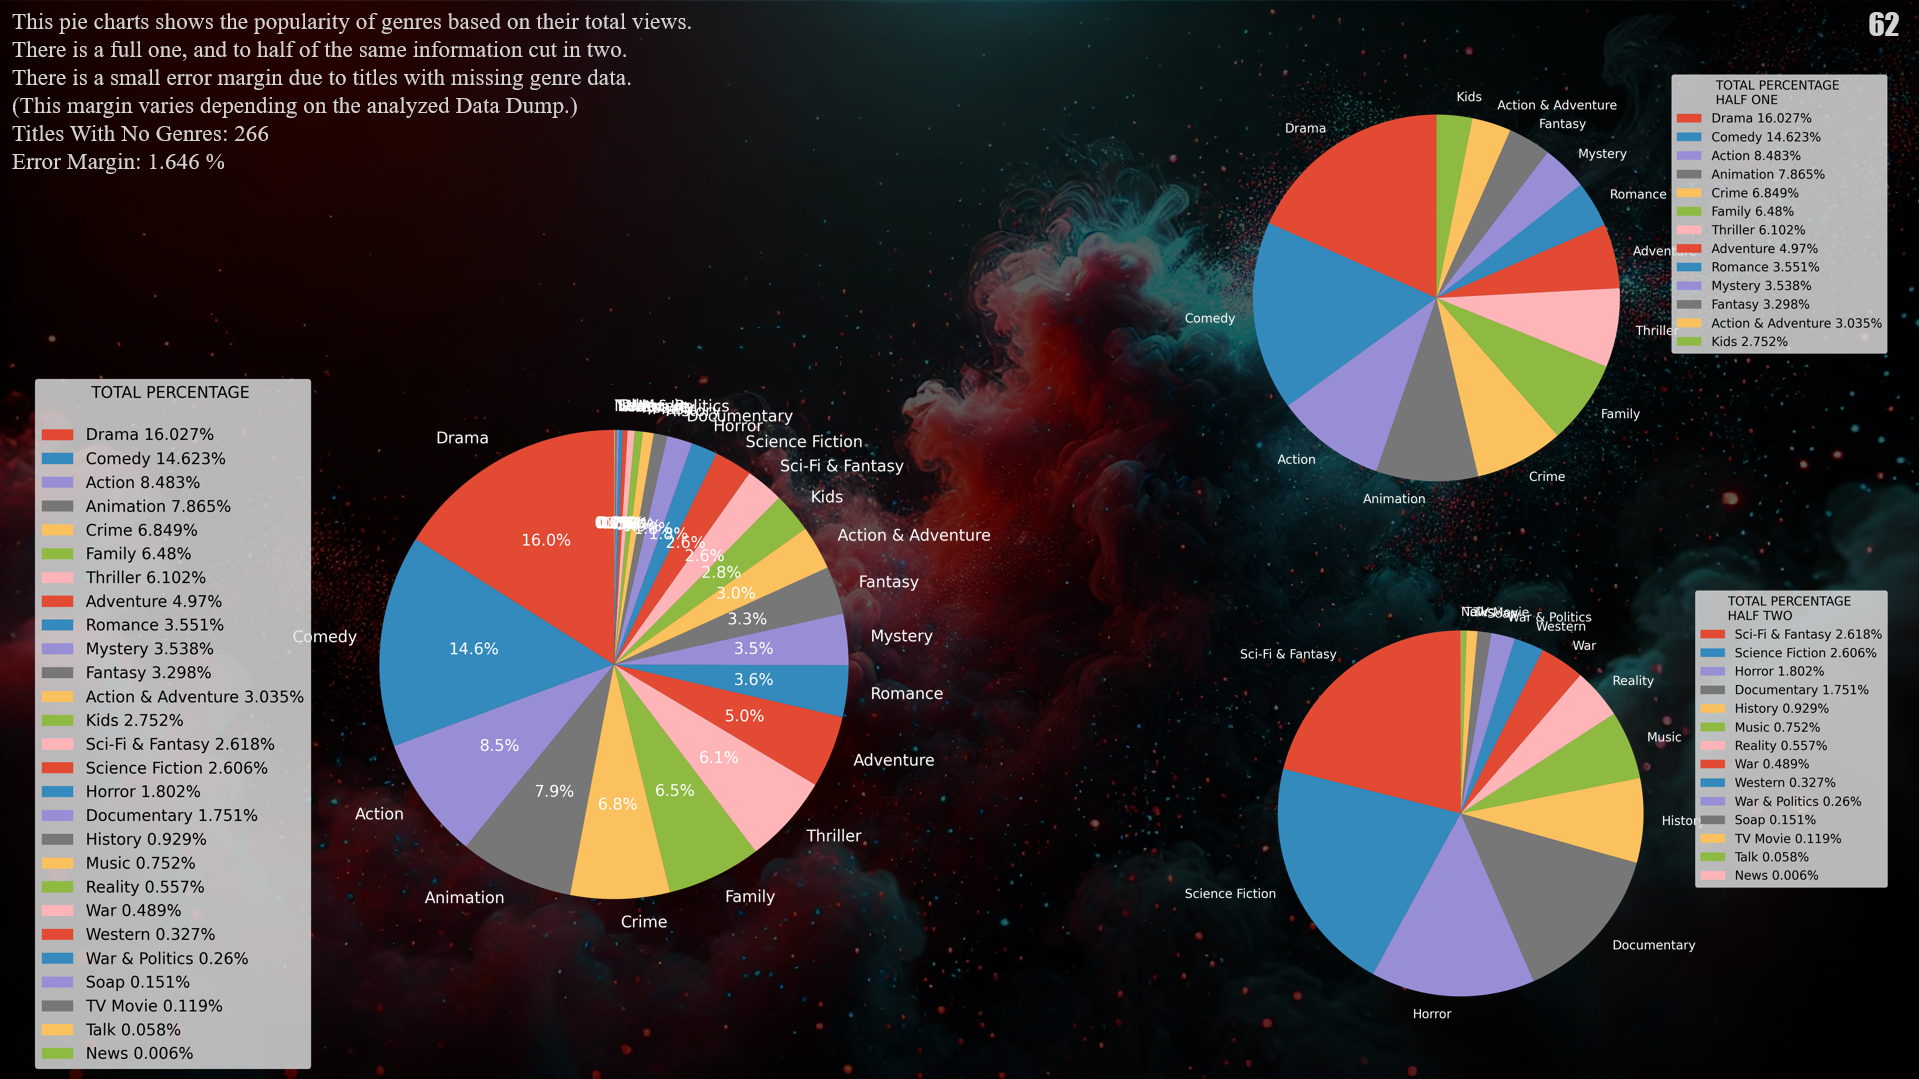 This pie charts shows the popularity of genres based on their total views.
There is a full one, and to half of the same information cut in two.
There is a small error margin due to titles with missing genre data.
(This margin varies depending on the analyzed Data Dump.)
Titles With No Genres: 266
Error Margin: 1.646 %
62
TOTAL PERCENTAGE
Drama 16.027%
Comedy 14.623%
Action 8.483%
Animation 7.865%
Crime 6.849%
Family 6.48%
Thriller 6.102%
Adventure 4.97%
Romance 3.551%
Mystery 3.538%
Fantasy 3.298%
Action & Adventure 3.035%
Kids 2.752%
Sci-Fi & Fantasy 2.618%
Science Fiction 2.606%
Horror 1.802%
Documentary 1.751%
History 0.929%
Music 0.752%
Reality 0.557%
War 0.489%
Western 0.327%
War & Politics 0.26%
Soap 0.151%
TV Movie 0.119%
Talk 0.058%
News 0.006%
Drama
Comedy
Action
Animation
Crime
Family
Thriller
Adventure
Romance
Mystery
Fantasy
Action & Adventure
Kids
Sci-Fi & Fantasy
Science Fiction
Horror
Documentary
16.0%
14.6%
8.5%
7.9%
6.8%
6.5%
6.1%
5.0%
3.6%
3.5%
3.3%
3.0%
2.8%
2.6%
2.6%
1.8%
Kids
Action & Adventure
Fantasy
Mystery
Romance
Adventure
Thriller
Family
Crime
Animation
Action
Comedy
Drama
TOTAL PERCENTAGE
HALF ONE
Drama 16.027%
Comedy 14.623%
Action 8.483%
Animation 7.865%
Crime 6.849%
Family 6.48%
Thriller 6.102%
Adventure 4.97%
Romance 3.551%
Mystery 3.538%
Fantasy 3.298%
Action & Adventure 3.035%
Kids 2.752%
TV Movie
War & Politics
Western
War
Reality
Music
History
Documentary
Horror
Science Fiction
Sci-Fi & Fantasy
TOTAL PERCENTAGE
HALF TWO
Sci-Fi & Fantasy 2.618%
Science Fiction 2.606%
Horror 1.802%
Documentary 1.751%
History 0.929%
Music 0.752%
Reality 0.557%
War 0.489%
Western 0.327%
War & Politics 0.26%
Soap 0.151%
TV Movie 0.119%
Talk 0.058%
News 0.006%